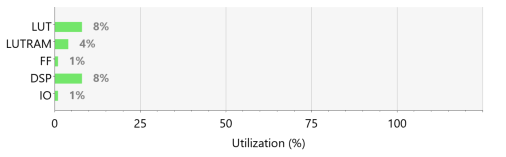 LUT 8%
LUTRAM 4%
FF 1%
DSP 8%
IO 1%
0 25 50 75 100
Utilization (%)